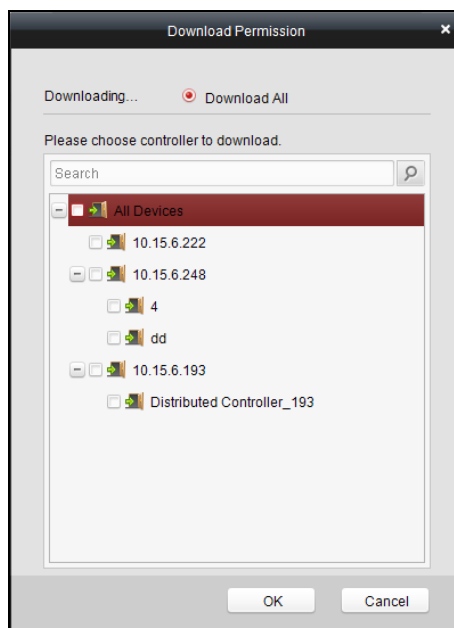 Download Permission
Downloading... Download All
Please choose controller to download.
Search
All Devices
10.15.6.222
10.15.6.248
4
dd
10.15.6.193
Distributed Controller_193
OK Cancel